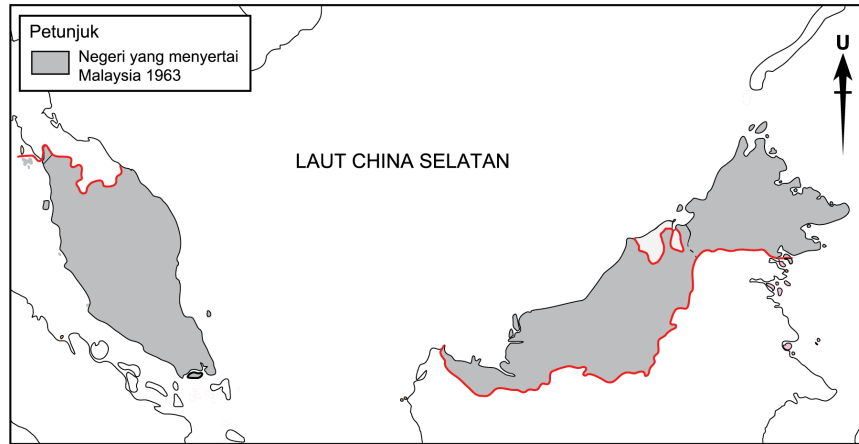 Petunjuk
Negeri yang menyertai
Malaysia 1963
U
LAUT CHINA SELATAN